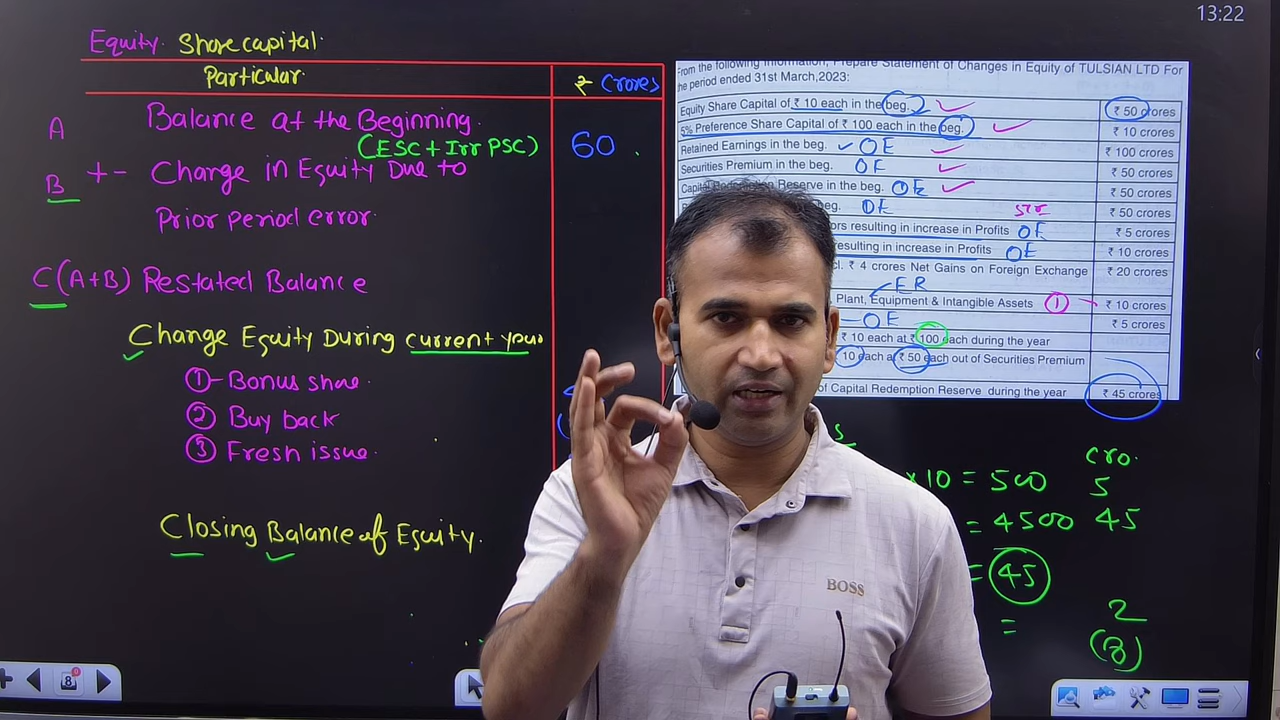 13:22
Equity Share capital
Particular
₹ Crores
A Balance at the Beginning
(ESC + Irr PSC) 60
B +- Change in Equity Due to
Prior period error
C (A+B) Restated Balance
Change Equity During current year
① Bonus share
② Buy back
③ Fresh issue
Closing Balance of Equity
From the following Information, Prepare Statement of Changes in Equity of TULSIAN LTD For
the period ended 31st March,2023:
Equity Share Capital of ₹ 10 each in the beg. ₹ 50 crores
5% Preference Share Capital of ₹ 100 each in the beg. ₹ 10 crores
Retained Earnings in the beg. OE ₹ 100 crores
Securities Premium in the beg. OE ₹ 50 crores
Capital Reserve in the beg. OE ₹ 50 crores
beg. OE ₹ 50 crores
ors resulting in increase in Profits OE ₹ 5 crores
resulting in increase in Profits OE ₹ 10 crores
cl. ₹ 4 crores Net Gains on Foreign Exchange ₹ 20 crores
Plant, Equipment & Intangible Assets ① ₹ 10 crores
OE ₹ 5 crores
₹ 10 each at ₹ 100 each during the year
10 each a ₹ 50 each out of Securities Premium
of Capital Redemption Reserve during the year ₹ 45 crores
cro.
×10 = 500 5
= 4500 45
= 45
= 2
(8)
BOSS
8